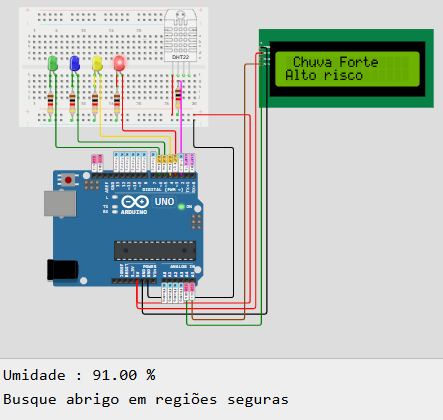 DHT22
Chuva Forte
Alto risco
DIGITAL (PWM ~)
UNO
ARDUINO
L
TX
RX
ON
POWER
ANALOG IN
Umidade : 91.00 %
Busque abrigo em regiões seguras